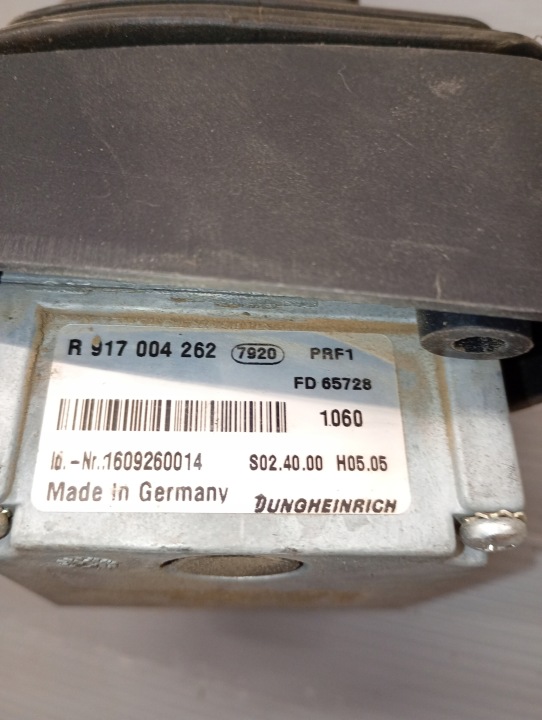 R 917 004 262 7920 PRF1
FD 65728
1060
Id.-Nr.:1609260014 S02.40.00 H05.05
Made in Germany JUNGHEINRICH